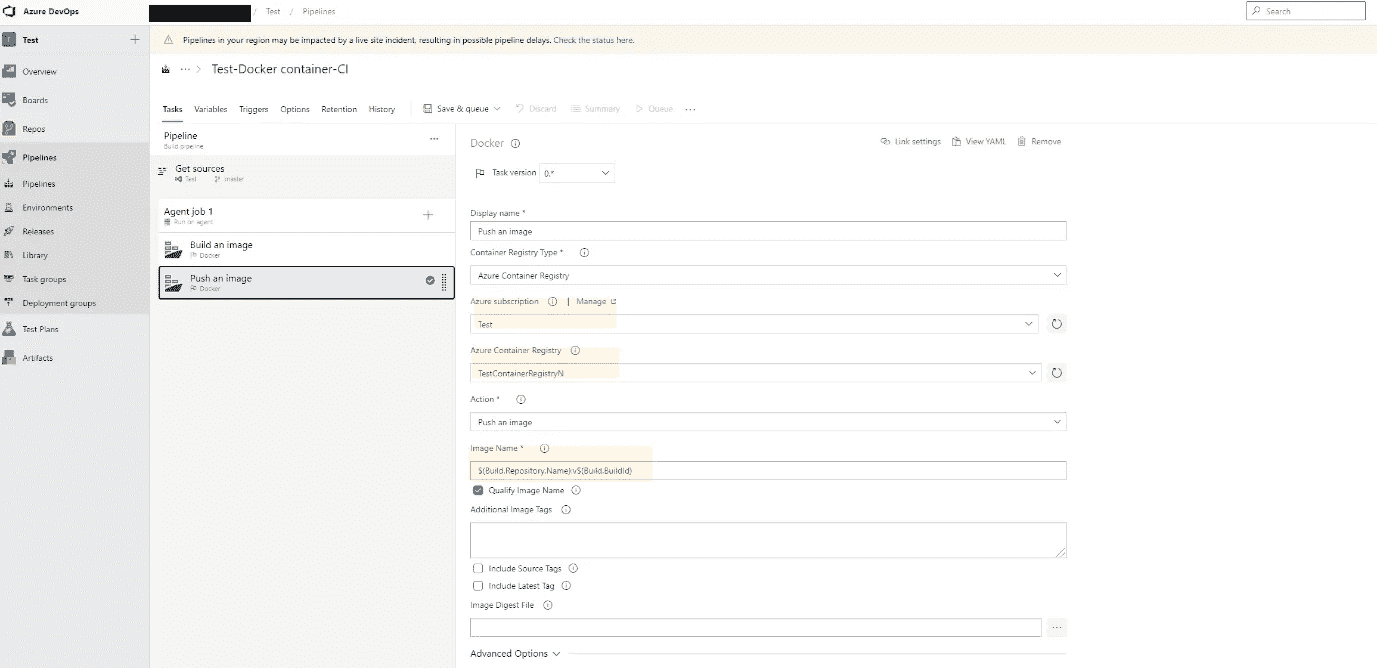 Azure DevOps
/ Test / Pipelines
Search
Test
Pipelines in your region may be impacted by a live site incident, resulting in possible pipeline delays. Check the status here.
Overview
Boards
Repos
Pipelines
Pipelines
Environments
Releases
Library
Task groups
Deployment groups
Test Plans
Artifacts
... > Test-Docker container-CI
Tasks Variables Triggers Options Retention History Save & queue Discard Summary Queue ...
Pipeline ...
Build pipeline
Get sources
Test master
Agent job 1
Run on agent
Build an image
Docker
Push an image
Docker
Docker
Link settings View YAML Remove
Task version 0.*
Display name *
Push an image
Container Registry Type *
Azure Container Registry
Azure subscription | Manage
Test
Azure Container Registry
TestContainerRegistryN
Action *
Push an image
Image Name *
$(Build.Repository.Name):v$(Build.BuildId)
Qualify Image Name
Additional Image Tags
Include Source Tags
Include Latest Tag
Image Digest File
...
Advanced Options